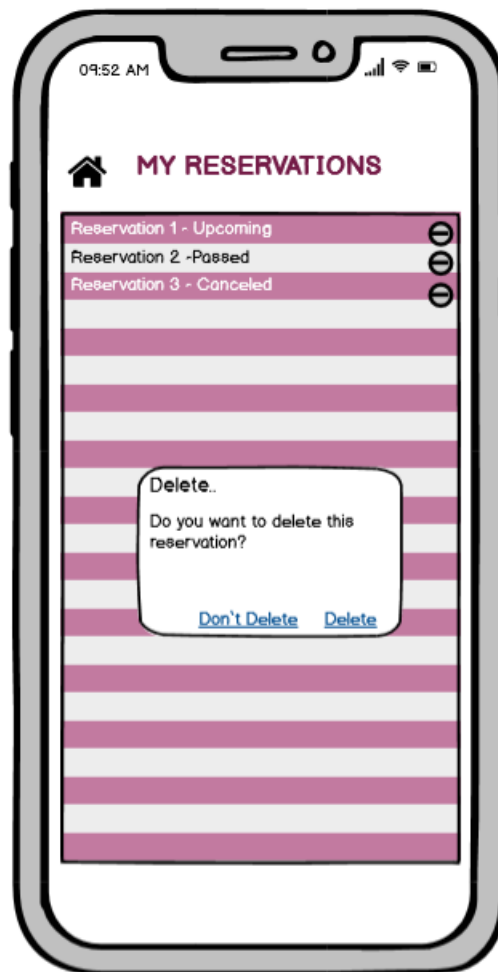 09:52 AM
MY RESERVATIONS
Reservation 1 - Upcoming
Reservation 2 -Passed
Reservation 3 - Canceled
Delete..
Do you want to delete this
reservation?
Don't Delete Delete